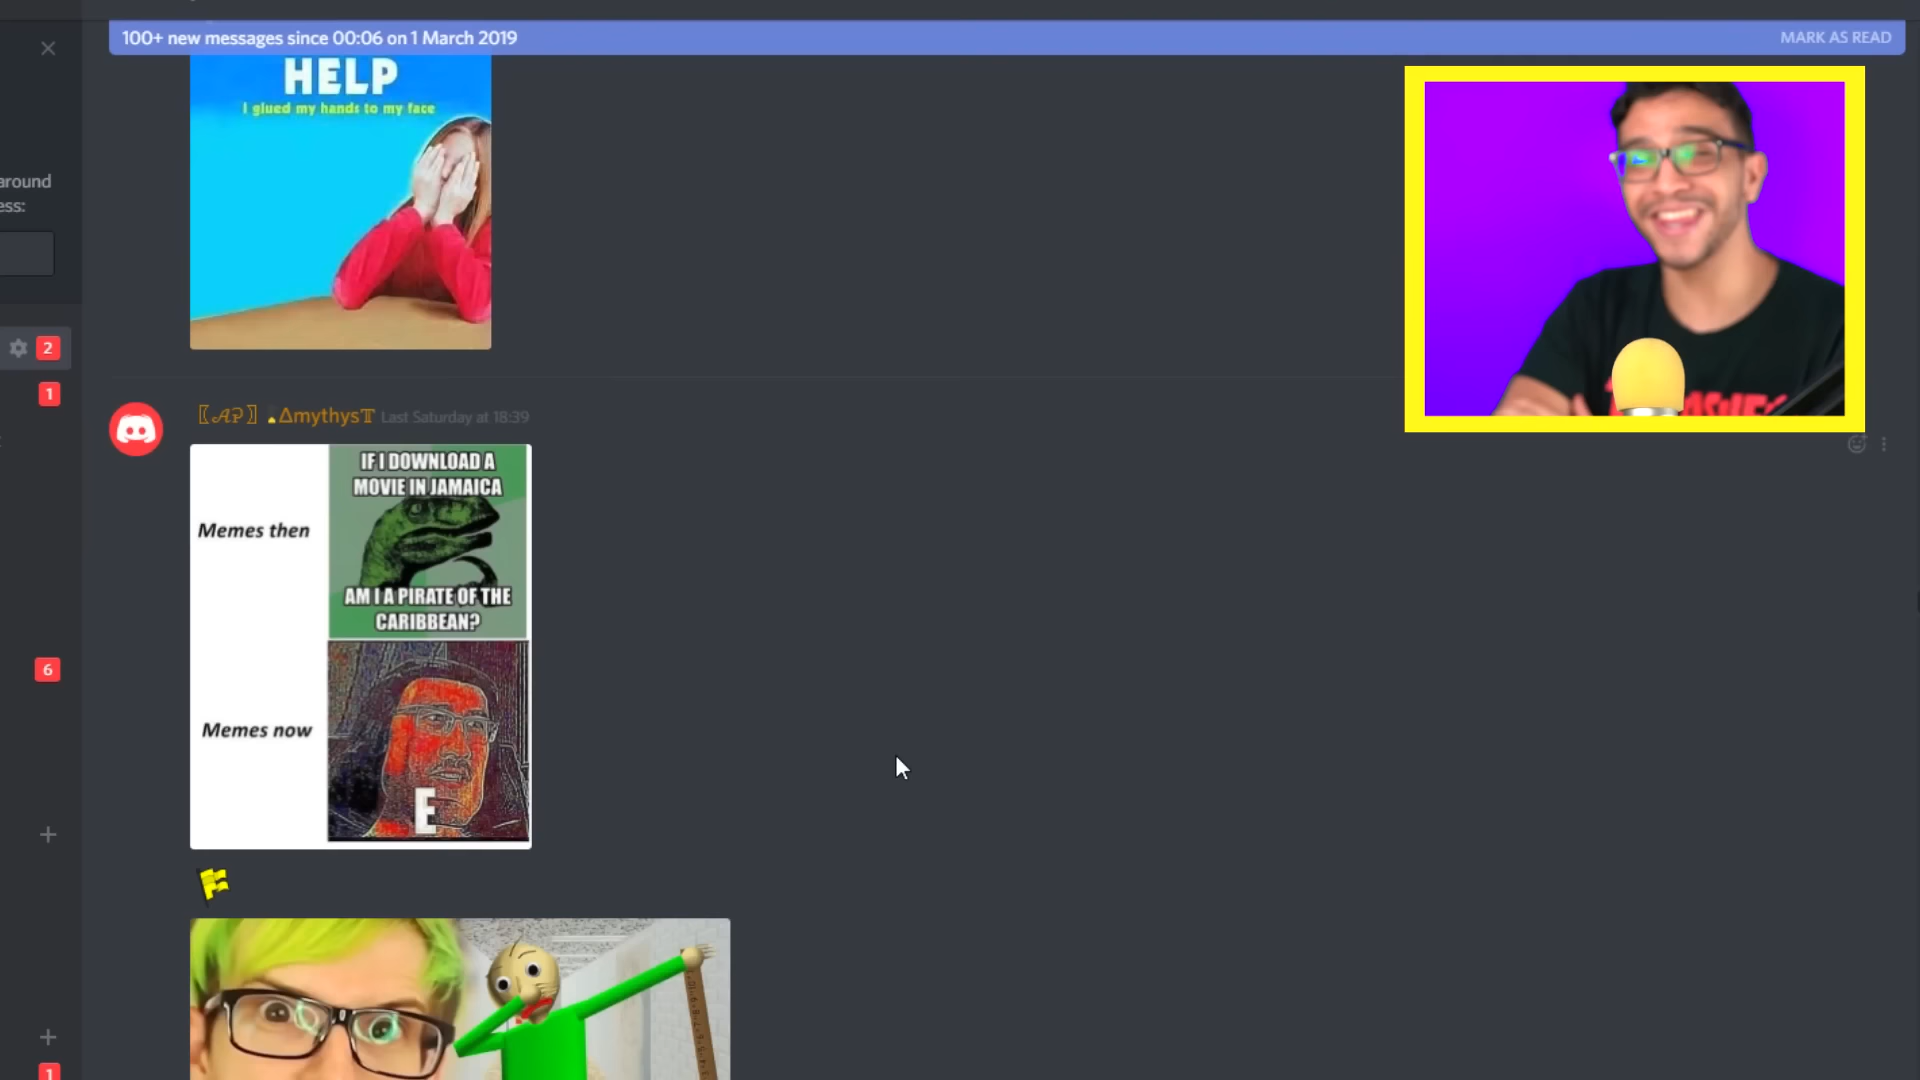 100+ new messages since 00:06 on 1 March 2019
MARK AS READ
HELP
I glued my hands to my face
around
ess:
2
1
〖𝓐𝓟〗 ▲ΔmythysT Last Saturday at 18:39
IF I DOWNLOAD A
MOVIE IN JAMAICA
Memes then
AM I A PIRATE OF THE
CARIBBEAN?
6
Memes now
E
1